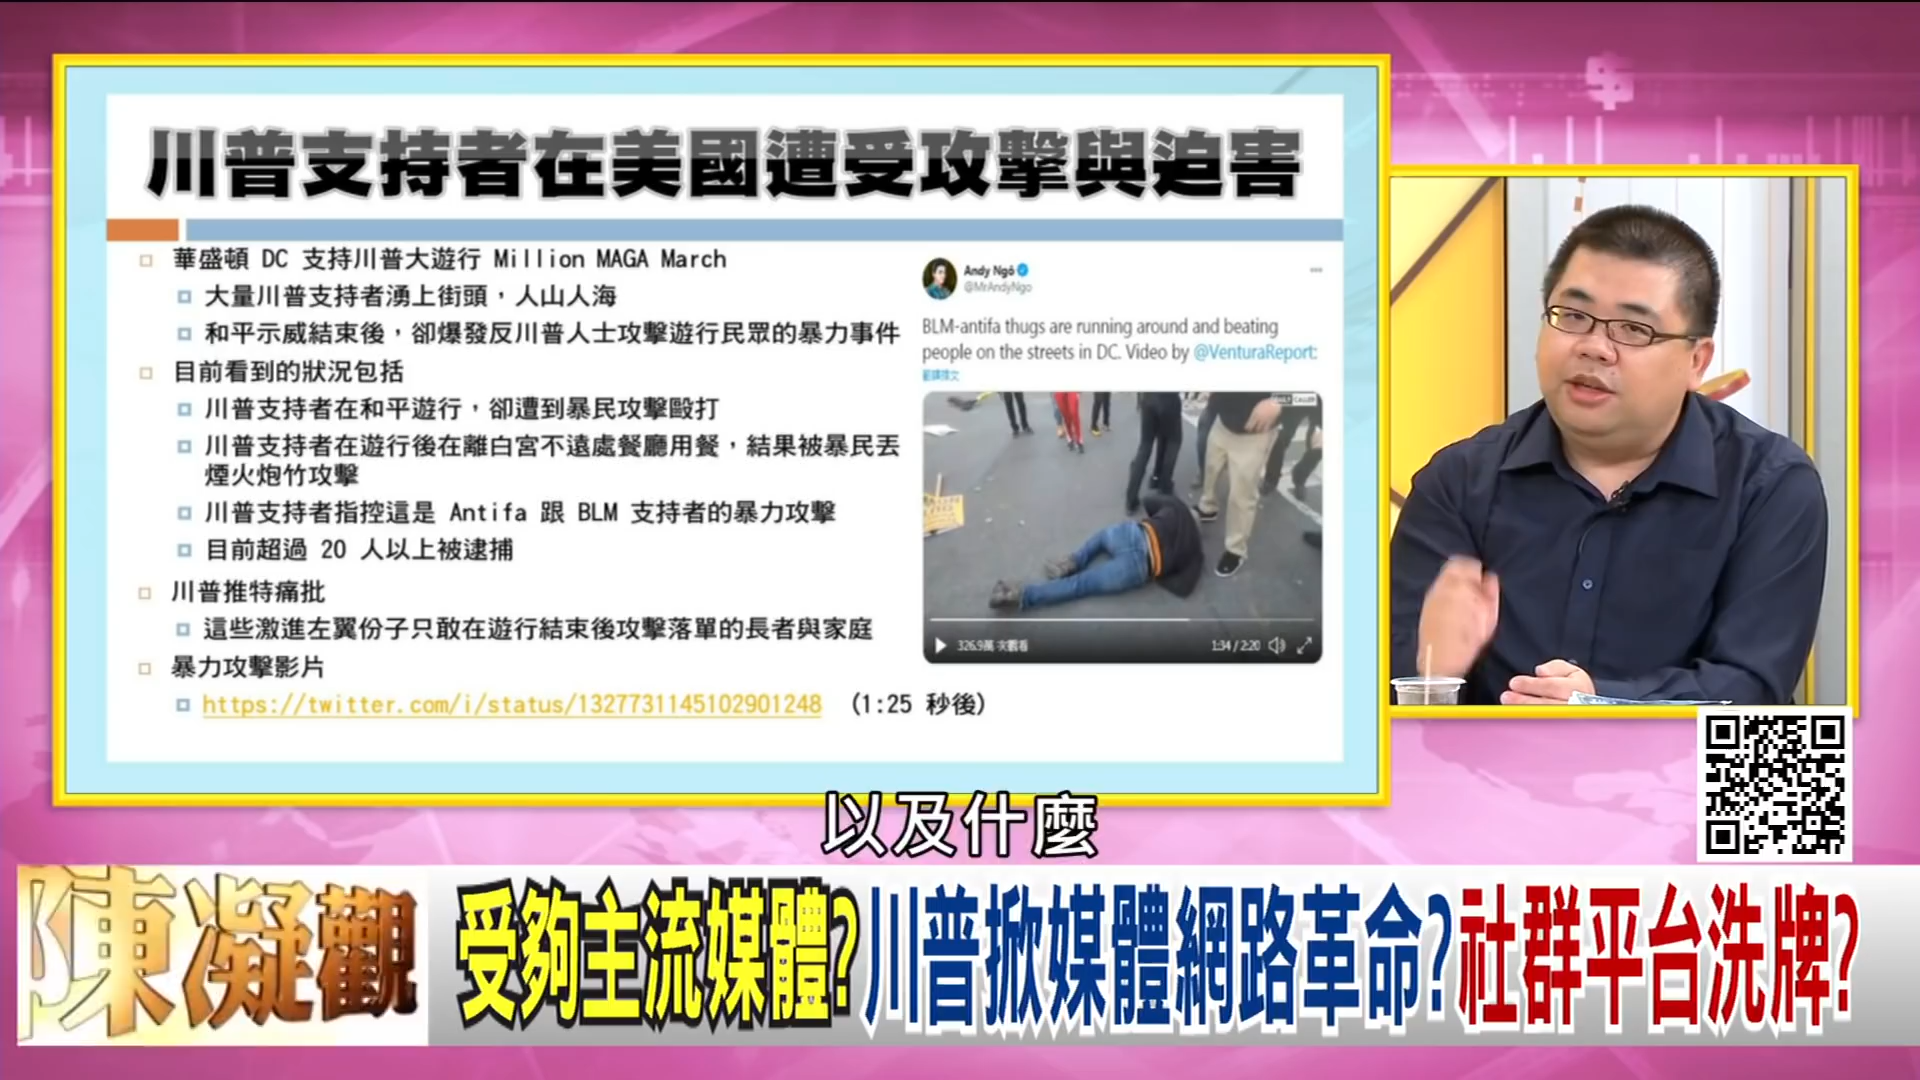 川普支持者在美國遭受攻擊與迫害
華盛頓 DC 支持川普大遊行 Million MAGA March
大量川普支持者湧上街頭，人山人海
和平示威結束後，卻爆發反川普人士攻擊遊行民眾的暴力事件
目前看到的狀況包括
川普支持者在和平遊行，卻遭到暴民攻擊毆打
川普支持者在遊行後在離白宮不遠處餐廳用餐，結果被暴民丟
煙火炮竹攻擊
川普支持者指控這是 Antifa 跟 BLM 支持者的暴力攻擊
目前超過 20 人以上被逮捕
川普推特痛批
這些激進左翼份子只敢在遊行結束後攻擊落單的長者與家庭
暴力攻擊影片
https://twitter.com/i/status/1327731145102901248 (1:25 秒後)
Andy Ngô
@MrAndyNgo
BLM-antifa thugs are running around and beating
people on the streets in DC. Video by @VenturaReport:
DAILY CALLER
326.9萬 次觀看
1:34 / 2:20
以及什麼
陳凝觀
受夠主流媒體?川普掀媒體網路革命?社群平台洗牌?